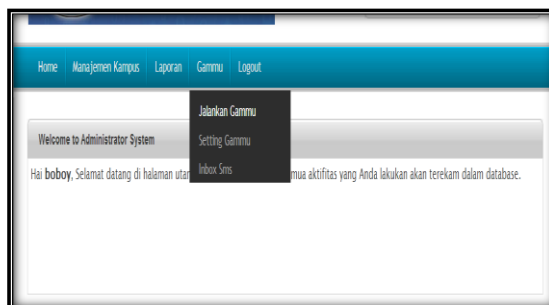 Home Manajemen Kampus Laporan Gammu Logout
Jalankan Gammu
Setting Gammu
Inbox Sms
Welcome to Administrator System
Hai boboy, Selamat datang di halaman mua aktifitas yang Anda lakukan akan terekam dalam database.